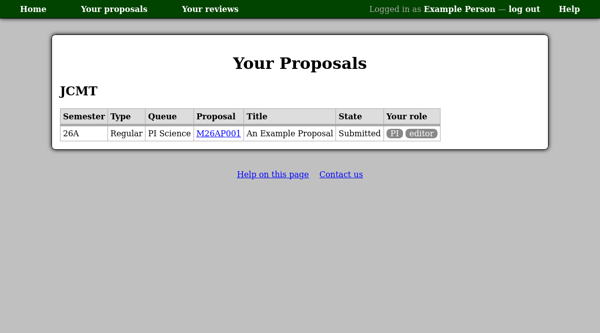 Home Your proposals Your reviews Logged in as Example Person — log out Help
Your Proposals
JCMT
Semester Type Queue Proposal Title State Your role
26A Regular PI Science M26AP001 An Example Proposal Submitted PI editor
Help on this page Contact us